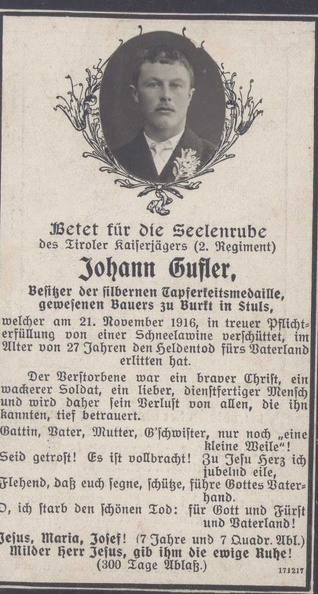 Betet für die Seelenruhe
des Tiroler Kaiserjägers (2. Regiment)
Johann Gufler,
Besitzer der silbernen Tapferkeitsmedaille,
gewesenen Bauers zu Burkt in Stuls,
welcher am 21. November 1916, in treuer Pflicht-
erfüllung von einer Schneelawine verschüttet, im
Alter von 27 Jahren den Heldentod fürs Vaterland
erlitten hat.
Der Verstorbene war ein braver Christ, ein
wackerer Soldat, ein lieber, dienstfertiger Mensch
und wird daher ein Verlust von allen, die ihn
kannten, tief betrauert.
Gattin, Vater, Mutter, G'schwister, nur noch „eine
kleine Weile"!
Seid getrost! Es ist vollbracht! Zu Jesu Herz ich
jubelnd eile,
Flehend, daß euch segne, schütze, führe Gottes Vater-
hand.
O, ich starb den schönen Tod: für Gott und Fürst
und Vaterland!
Jesus, Maria, Josef! (7 Jahre und 7 Quadr. Abl.)
Milder Herr Jesus, gib ihm die ewige Ruhe!
(300 Tage Ablaß.)
171217